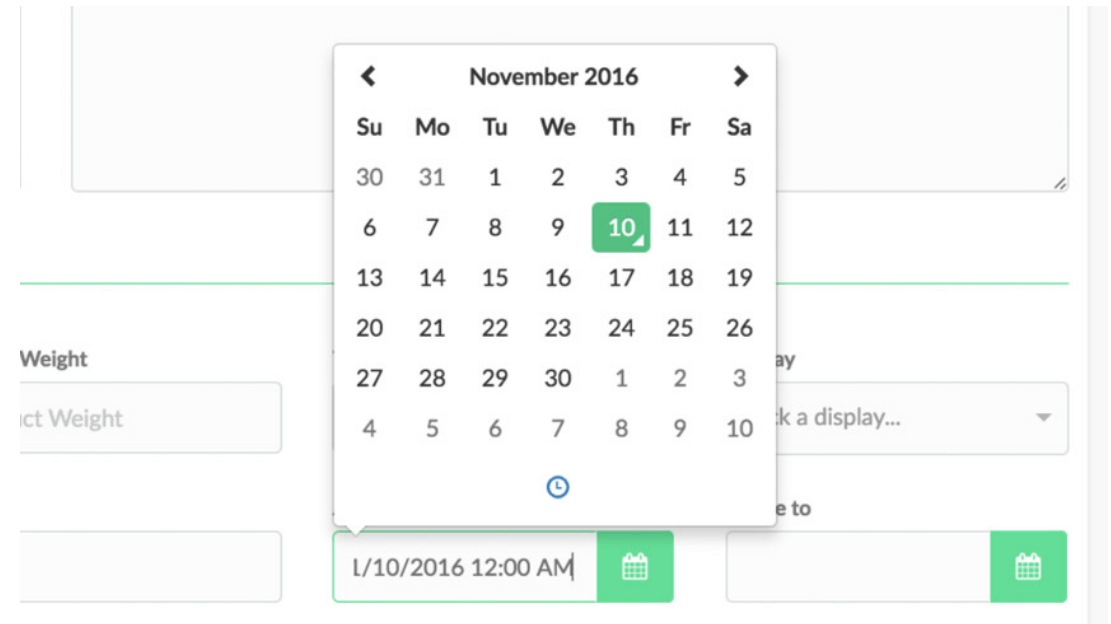 November 2016
Su Mo Tu We Th Fr Sa
30 31 1 2 3 4 5
6 7 8 9 10 11 12
13 14 15 16 17 18 19
20 21 22 23 24 25 26
27 28 29 30 1 2 3
4 5 6 7 8 9 10
Weight
ay
ct Weight
k a display...
e to
1/10/2016 12:00 AM